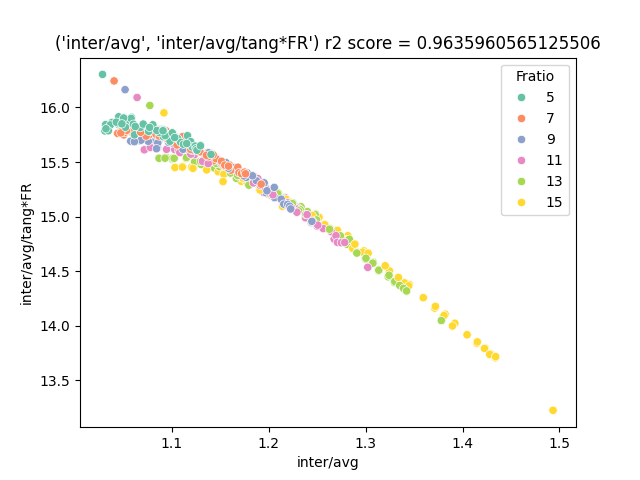 ('inter/avg', 'inter/avg/tang*FR') r2 score = 0.9635960565125506
Fratio
5
7
9
11
13
15
16.0
15.5
15.0
14.5
14.0
13.5
inter/avg/tang*FR
1.1 1.2 1.3 1.4 1.5
inter/avg